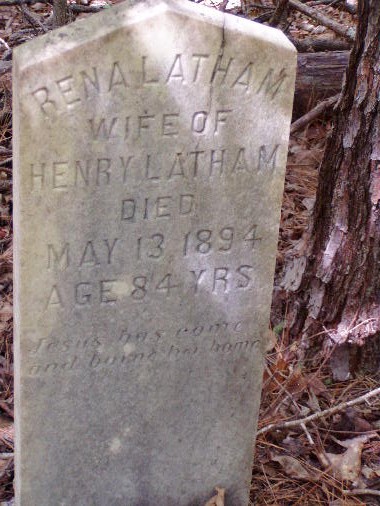 RENA LATHAM
WIFE OF
HENRY LATHAM
DIED
MAY 13, 1894
AGE 84 YRS
Jesus has come
and borne her home